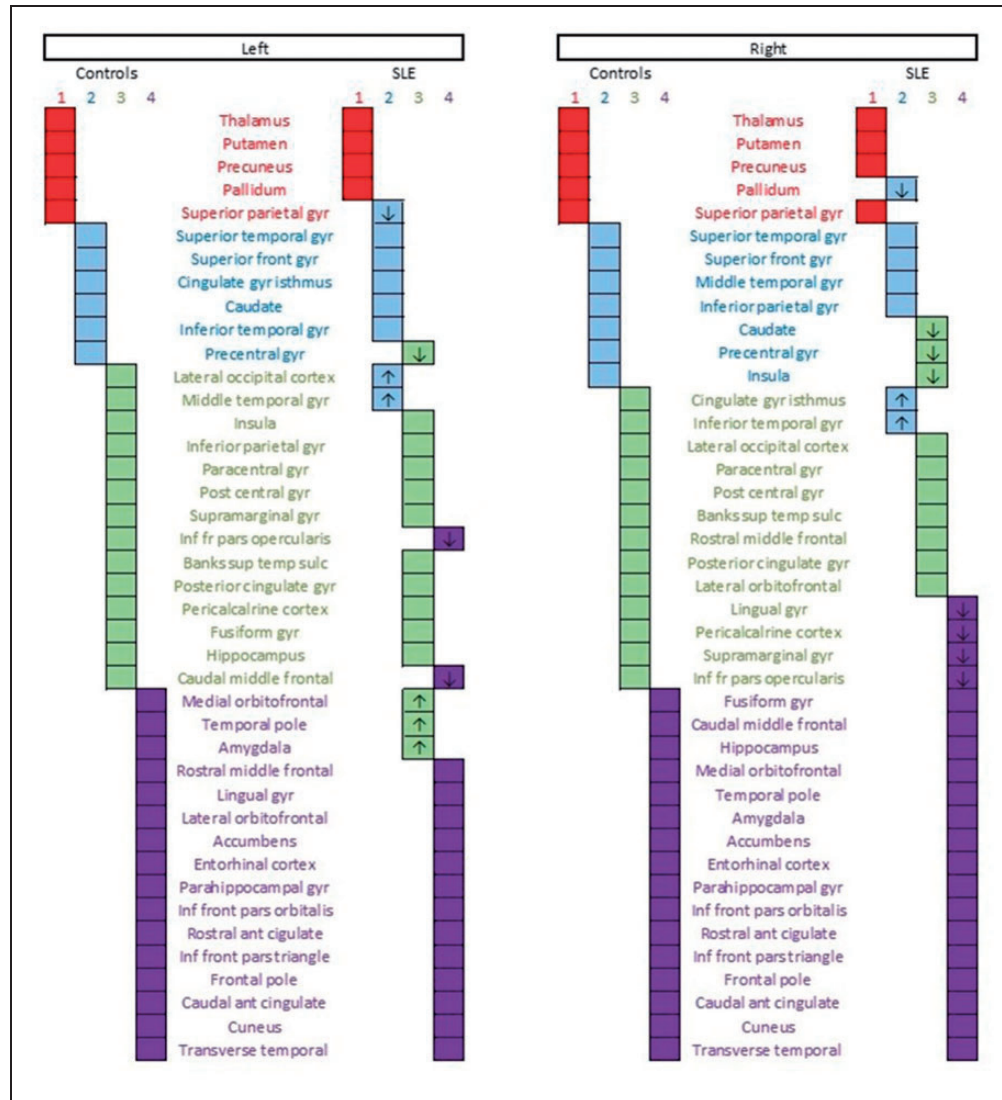 Left
Controls SLE
1 2 3 4 1 2 3 4
Thalamus
Putamen
Precuneus
Pallidum
Superior parietal gyr ↓
Superior temporal gyr
Superior front gyr
Cingulate gyr isthmus
Caudate
Inferior temporal gyr
Precentral gyr ↓
Lateral occipital cortex ↑
Middle temporal gyr ↑
Insula
Inferior parietal gyr
Paracentral gyr
Post central gyr
Supramarginal gyr
Inf fr pars opercularis ↓
Banks sup temp sulc
Posterior cingulate gyr
Pericalcalrine cortex
Fusiform gyr
Hippocampus
Caudal middle frontal ↓
Medial orbitofrontal ↑
Temporal pole ↑
Amygdala ↑
Rostral middle frontal
Lingual gyr
Lateral orbitofrontal
Accumbens
Entorhinal cortex
Parahippocampal gyr
Inf front pars orbitalis
Rostral ant cigulate
Inf front pars triangle
Frontal pole
Caudal ant cingulate
Cuneus
Transverse temporal
Right
Controls SLE
1 2 3 4 1 2 3 4
Thalamus
Putamen
Precuneus
Pallidum ↓
Superior parietal gyr
Superior temporal gyr
Superior front gyr
Middle temporal gyr
Inferior parietal gyr
Caudate ↓
Precentral gyr ↓
Insula ↓
Cingulate gyr isthmus ↑
Inferior temporal gyr ↑
Lateral occipital cortex
Paracentral gyr
Post central gyr
Banks sup temp sulc
Rostral middle frontal
Posterior cingulate gyr
Lateral orbitofrontal
Lingual gyr ↓
Pericalcalrine cortex ↓
Supramarginal gyr ↓
Inf fr pars opercularis ↓
Fusiform gyr
Caudal middle frontal
Hippocampus
Medial orbitofrontal
Temporal pole
Amygdala
Accumbens
Entorhinal cortex
Parahippocampal gyr
Inf front pars orbitalis
Rostral ant cigulate
Inf front pars triangle
Frontal pole
Caudal ant cingulate
Cuneus
Transverse temporal